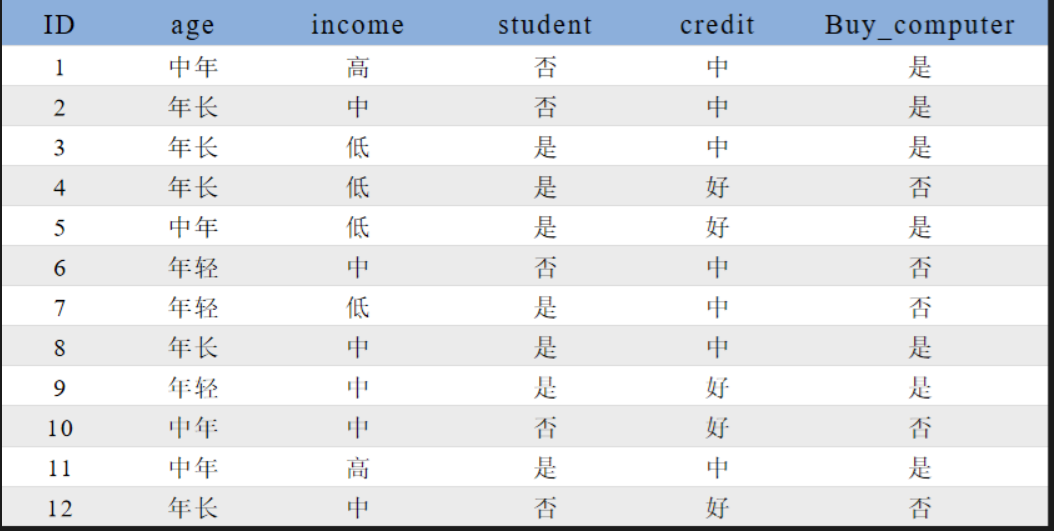 ID age income student credit Buy_computer
1 中年 高 否 中 是
2 年长 中 否 中 是
3 年长 低 是 中 是
4 年长 低 是 好 否
5 中年 低 是 好 是
6 年轻 中 否 中 否
7 年轻 低 是 中 否
8 年长 中 是 中 是
9 年轻 中 是 好 是
10 中年 中 否 好 否
11 中年 高 是 中 是
12 年长 中 否 好 否